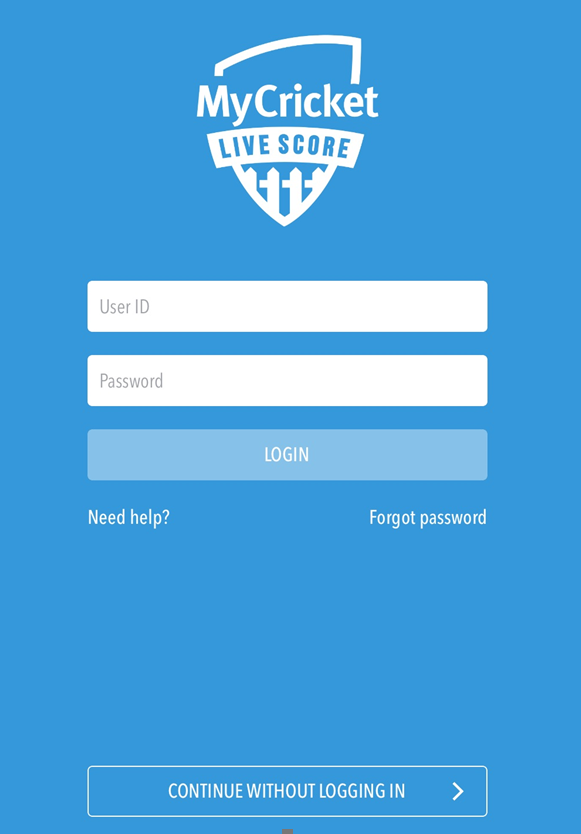 MyCricket
LIVE SCORE
User ID
Password
LOGIN
Need help?
Forgot password
CONTINUE WITHOUT LOGGING IN